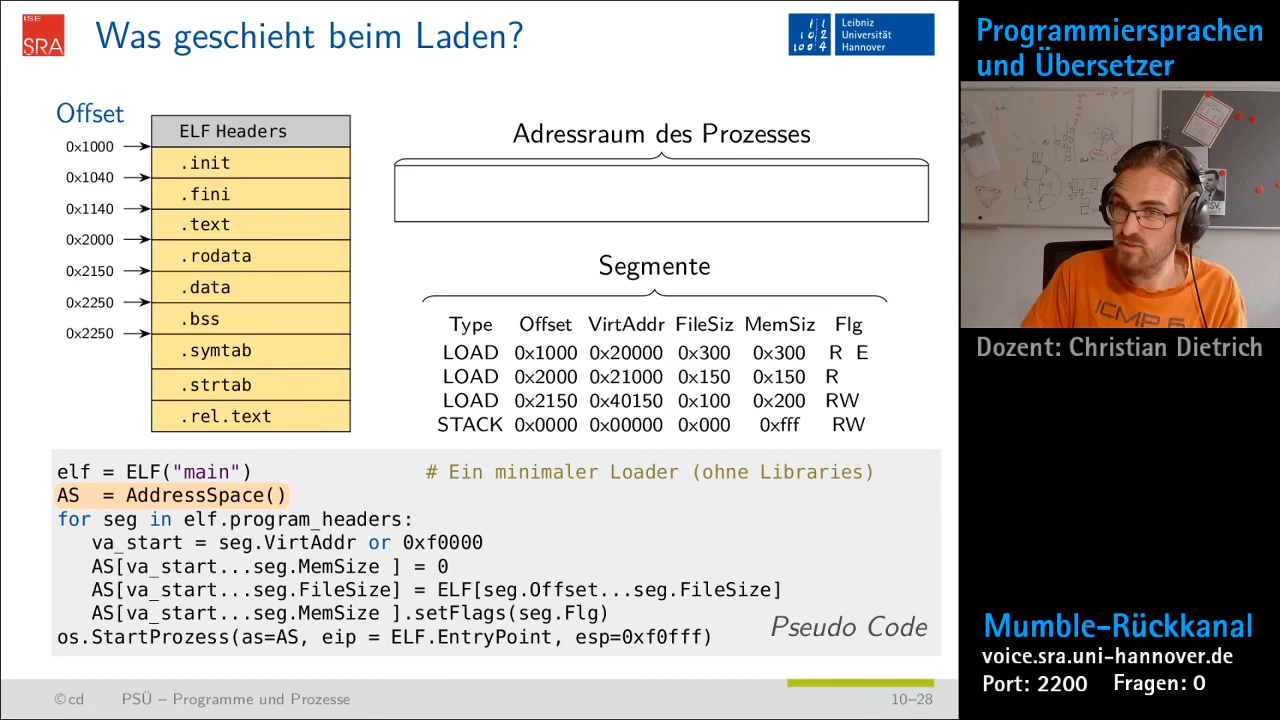 ISE
SRA
Was geschieht beim Laden?
Leibniz
Universität
Hannover
Offset
ELF Headers
0x1000
.init
0x1040
.fini
0x1140
.text
0x2000
.rodata
0x2150
.data
0x2250
.bss
0x2250
.symtab
.strtab
.rel.text
Adressraum des Prozesses
Segmente
Type Offset VirtAddr FileSiz MemSiz Flg
LOAD 0x1000 0x20000 0x300 0x300 R E
LOAD 0x2000 0x21000 0x150 0x150 R
LOAD 0x2150 0x40150 0x100 0x200 RW
STACK 0x0000 0x00000 0x000 0xfff RW
elf = ELF("main") # Ein minimaler Loader (ohne Libraries)
AS = AddressSpace()
for seg in elf.program_headers:
va_start = seg.VirtAddr or 0xf0000
AS[va_start...seg.MemSize ] = 0
AS[va_start...seg.FileSize] = ELF[seg.Offset...seg.FileSize]
AS[va_start...seg.MemSize ].setFlags(seg.Flg)
os.StartProzess(as=AS, eip = ELF.EntryPoint, esp=0xf0fff)
Pseudo Code
©cd PSÜ – Programme und Prozesse 10–28
Programmiersprachen
und Übersetzer
ICMP 6
Dozent: Christian Dietrich
Mumble-Rückkanal
voice.sra.uni-hannover.de
Port: 2200 Fragen: 0